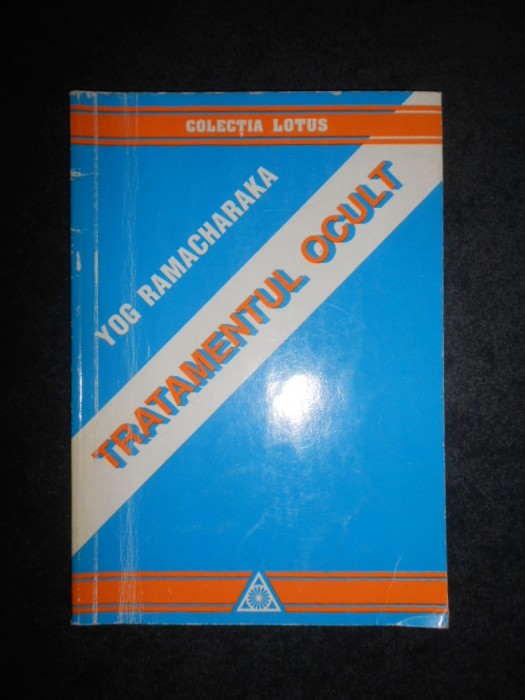 COLECȚIA LOTUS
YOG RAMACHARAKA
TRATAMENTUL OCULT